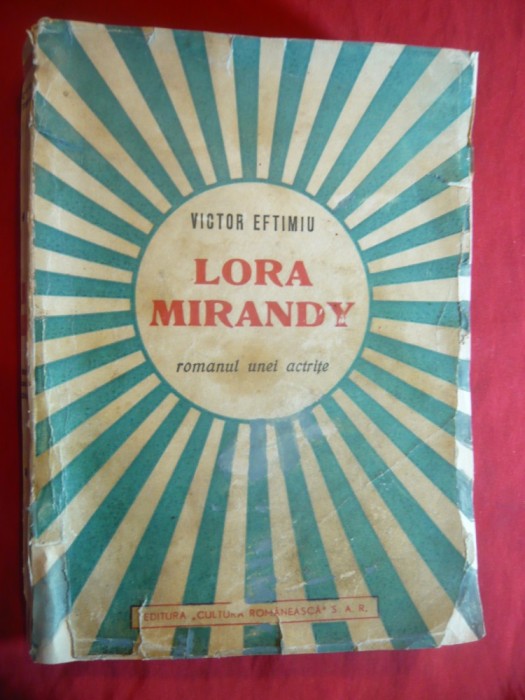 VICTOR EFTIMIU
LORA
MIRANDY
romanul unei actrițe
EDITURA „CULTURA ROMÂNEASCĂ" S. A. R.